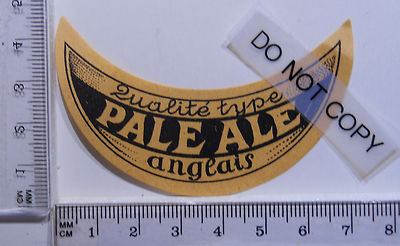 Qualité type
PALE ALE
anglais
DO NOT COPY
MM
CM
1 2 3 4 5 6 7 8